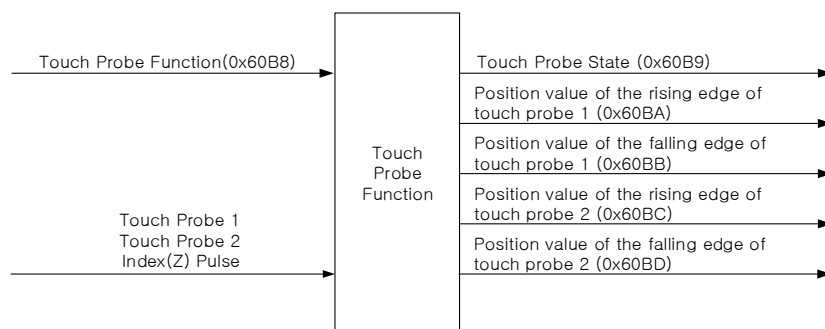 Touch Probe Function(0x60B8)
Touch Probe 1
Touch Probe 2
Index(Z) Pulse
Touch
Probe
Function
Touch Probe State (0x60B9)
Position value of the rising edge of
touch probe 1 (0x60BA)
Position value of the falling edge of
touch probe 1 (0x60BB)
Position value of the rising edge of
touch probe 2 (0x60BC)
Position value of the falling edge of
touch probe 2 (0x60BD)